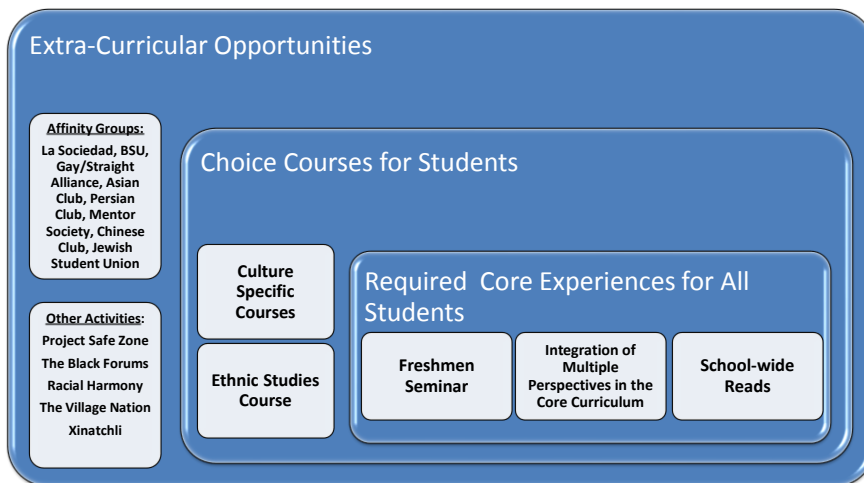 Extra-Curricular Opportunities
Affinity Groups:
La Sociedad, BSU,
Gay/Straight
Alliance, Asian
Club, Persian
Club, Mentor
Society, Chinese
Club, Jewish
Student Union
Other Activities:
Project Safe Zone
The Black Forums
Racial Harmony
The Village Nation
Xinatchli
Choice Courses for Students
Culture
Specific
Courses
Ethnic Studies
Course
Required Core Experiences for All
Students
Freshmen
Seminar
Integration of
Multiple
Perspectives in the
Core Curriculum
School-wide
Reads